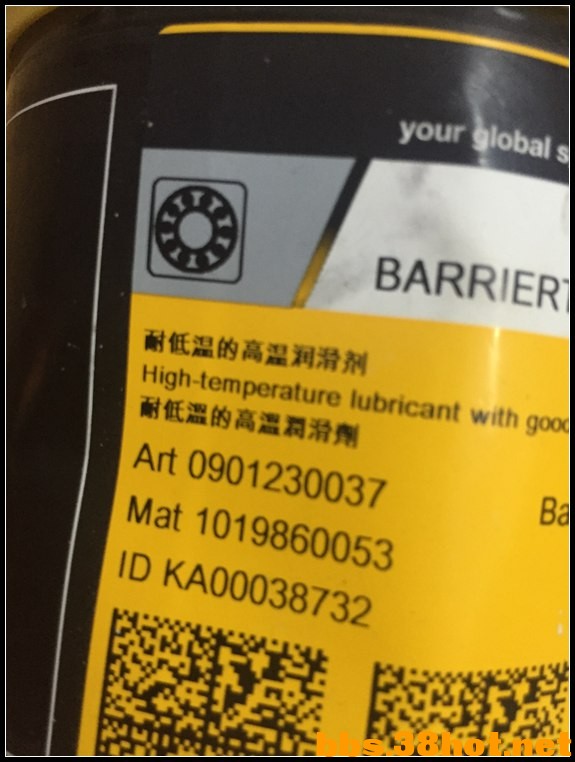 your global s
BARRIERT
耐低温的高温润滑剂
High-temperature lubricant with good
耐低溫的高溫潤滑劑
Art 0901230037
Ba
Mat 1019860053
ID KA00038732
bbs.38hot.net